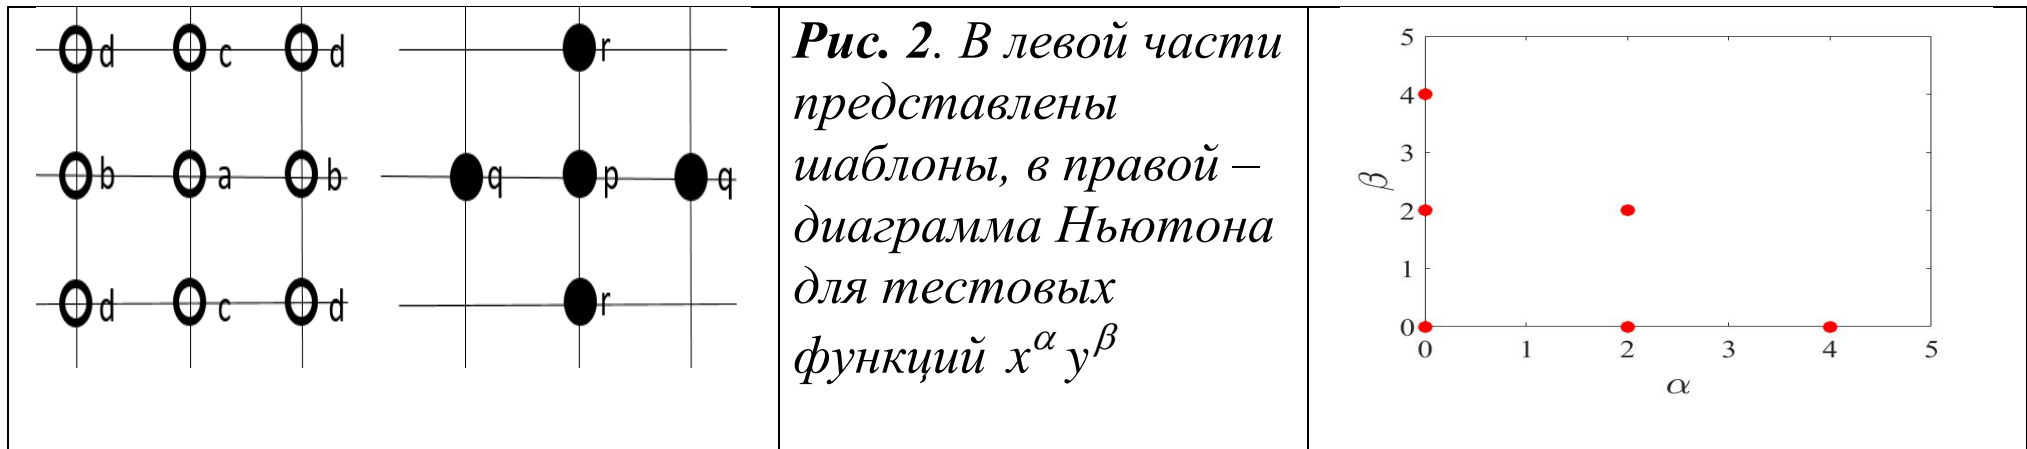 d c d
b a b
d c d
r
q p q
r
Рис. 2. В левой части
представлены
шаблоны, в правой –
диаграмма Ньютона
для тестовых
функций x^α y^β
5
4
3
2
1
0
0 1 2 3 4 5
β
α